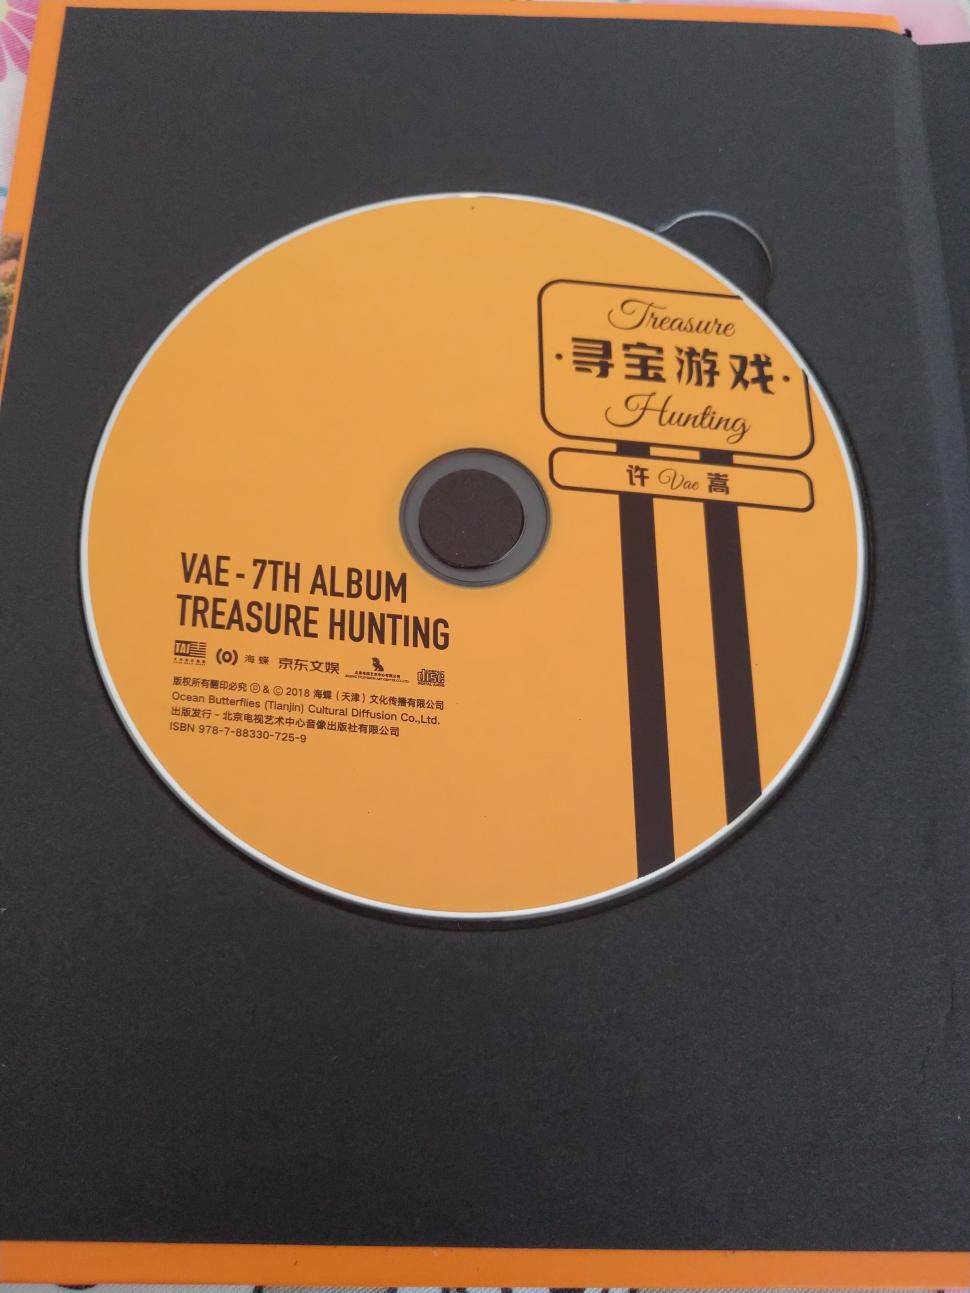 Treasure
·寻宝游戏·
Hunting
许 Vae 嵩
VAE - 7TH ALBUM
TREASURE HUNTING
海蝶 京东文娱
版权所有翻印必究 Ⓟ & © 2018 海蝶（天津）文化传播有限公司
Ocean Butterflies (Tianjin) Cultural Diffusion Co.,Ltd.
出版发行 - 北京电视艺术中心音像出版社有限公司
ISBN 978-7-88330-725-9